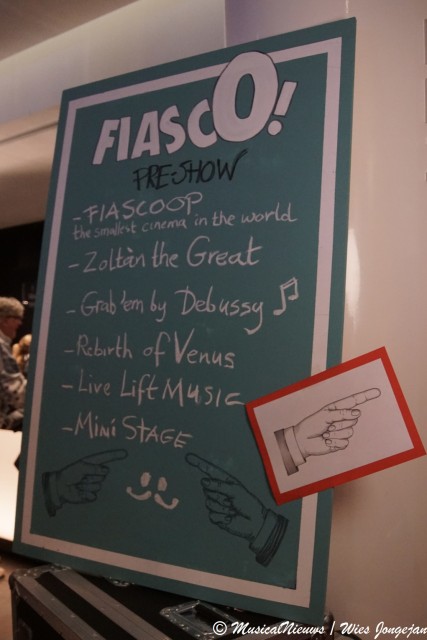 FIASCO!
PRE-SHOW
- FIASCOOP
the smallest cinema in the world
- Zoltàn the Great
- Grab'em by Debussy ♫
- Rebirth of Venus
- Live Lift MUSIC
- MiNi STAGE
© MusicalNieuws | Wies Jongejan